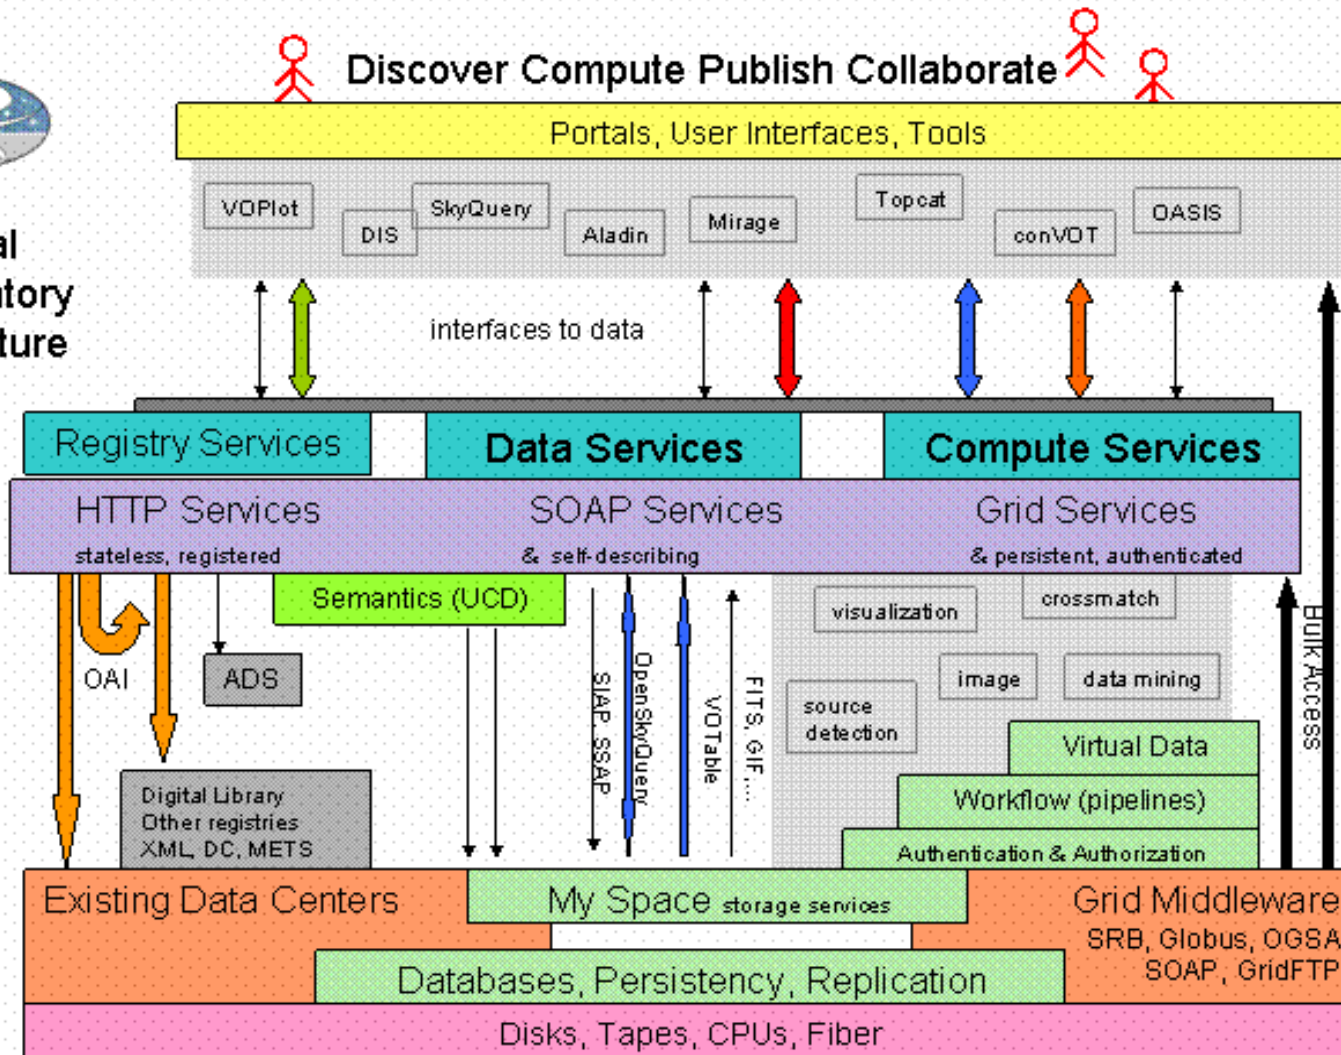 Discover Compute Publish Collaborate
Portals, User Interfaces, Tools
VOPlot
DIS
SkyQuery
Aladin
Mirage
Topcat
conVOT
OASIS
al
atory
ture
interfaces to data
Registry Services
Data Services
Compute Services
HTTP Services
SOAP Services
Grid Services
stateless, registered
& self-describing
& persistent, authenticated
Semantics (UCD)
visualization
crossmatch
OAI
ADS
SIAP, SSAP
OpenSkyQuery
VOTable
FITS, GIF,....
image
data mining
source
detection
Bulk Access
Virtual Data
Workflow (pipelines)
Authentication & Authorization
Digital Library
Other registries
XML, DC, METS
Existing Data Centers
My Space storage services
Grid Middleware
SRB, Globus, OGSA
SOAP, GridFTP
Databases, Persistency, Replication
Disks, Tapes, CPUs, Fiber